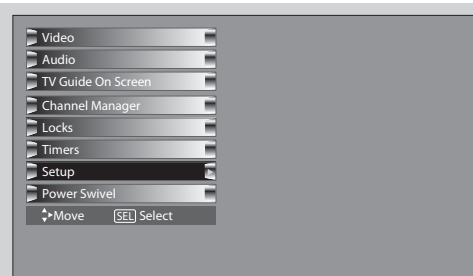 Video
Audio
TV Guide On Screen
Channel Manager
Locks
Timers
Setup
Power Swivel
Move SEL Select